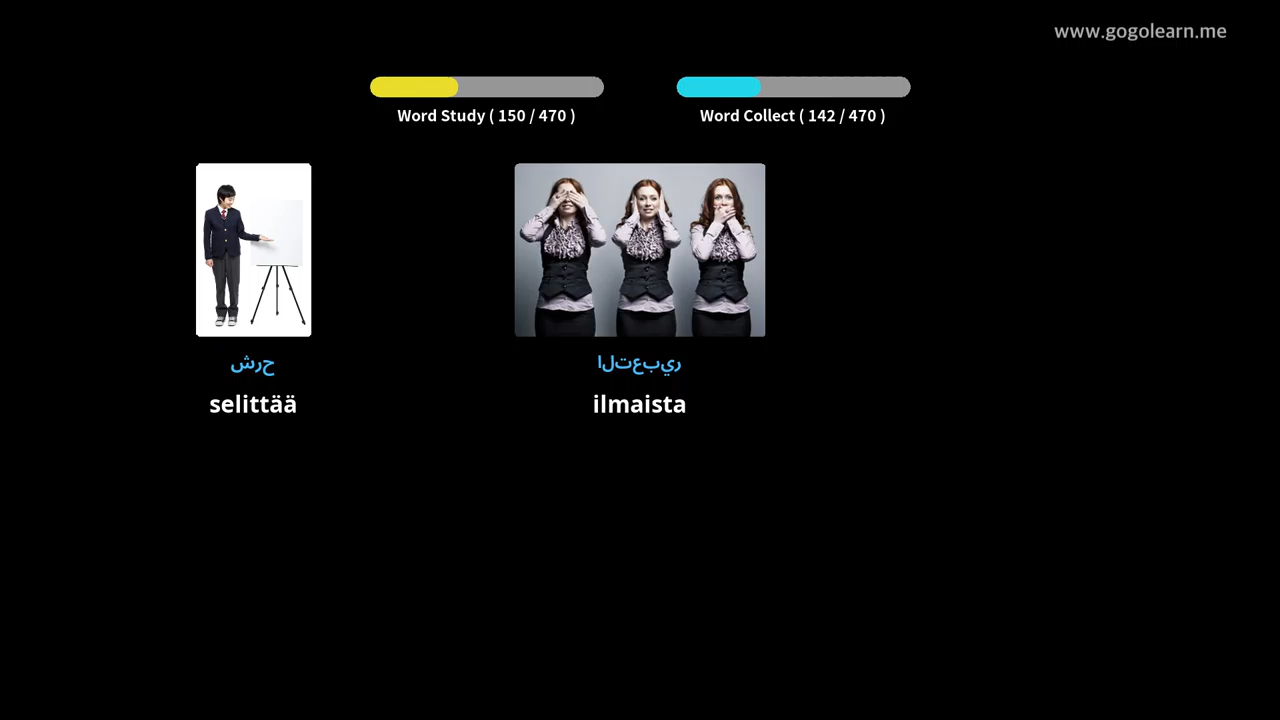 www.gogolearn.me
Word Study ( 150 / 470 )
Word Collect ( 142 / 470 )
شرح
selittää
التعبير
ilmaista